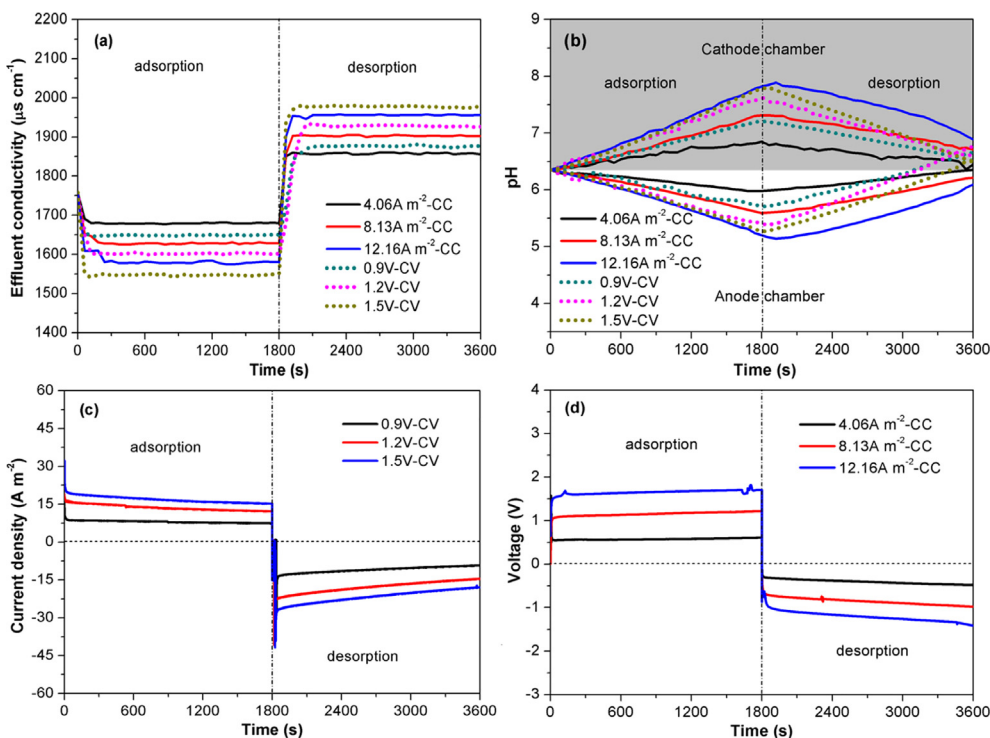 (a)
adsorption
desorption
4.06A m⁻²-CC
8.13A m⁻²-CC
12.16A m⁻²-CC
0.9V-CV
1.2V-CV
1.5V-CV
Effluent conductivity (μs cm⁻¹)
2200
2100
2000
1900
1800
1700
1600
1500
1400
0
600
1200
1800
2400
3000
3600
Time (s)
(b)
Cathode chamber
adsorption
desorption
4.06A m⁻²-CC
8.13A m⁻²-CC
12.16A m⁻²-CC
0.9V-CV
1.2V-CV
1.5V-CV
Anode chamber
pH
9
8
7
6
5
4
0
600
1200
1800
2400
3000
3600
Time (s)
(c)
adsorption
0.9V-CV
1.2V-CV
1.5V-CV
desorption
Current density (A m⁻²)
60
45
30
15
0
-15
-30
-45
-60
0
600
1200
1800
2400
3000
3600
Time (s)
(d)
adsorption
4.06A m⁻²-CC
8.13A m⁻²-CC
12.16A m⁻²-CC
desorption
Voltage (V)
4
3
2
1
0
-1
-2
-3
0
600
1200
1800
2400
3000
3600
Time (s)